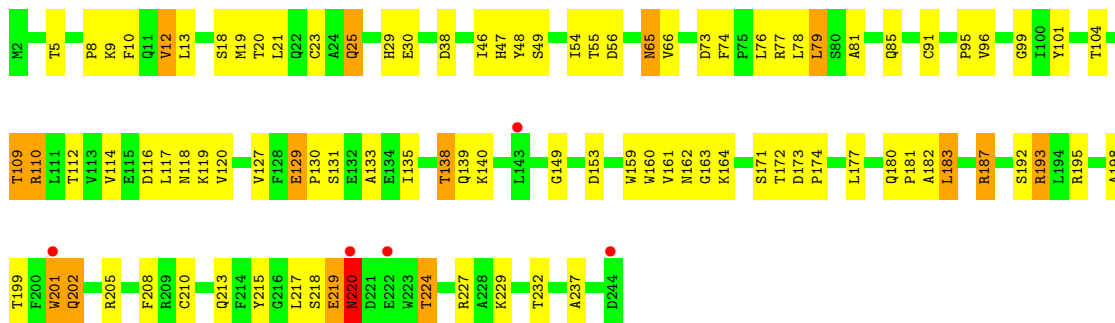 M2 T5 P8 K9 F10 Q11 V12 L13 S18 M19 T20 L21 Q22 C23 A24 Q25 H29 E30 D38 I46 H47 Y48 S49 I54 T55 D56 N65 V66 D73 F74 P75 L76 R77 L78 L79 S80 A81 Q85 C91 P95 V96 G99 I100 Y101 T104
T109 R110 L111 T112 V113 V114 E115 D116 L117 N118 K119 V120 V127 F128 E129 P130 S131 E132 A133 E134 I135 T138 Q139 K140 L143 G149 D153 W159 W160 V161 N162 G163 K164 S171 T172 D173 P174 L177 Q180 P181 A182 L183 R187 S192 R193 L194 R195 A198
T199 F200 W201 Q202 R205 F208 R209 C210 Q213 F214 Y215 G216 L217 S218 E219 N220 D221 E222 W223 T224 R227 A228 K229 T232 A237 D244